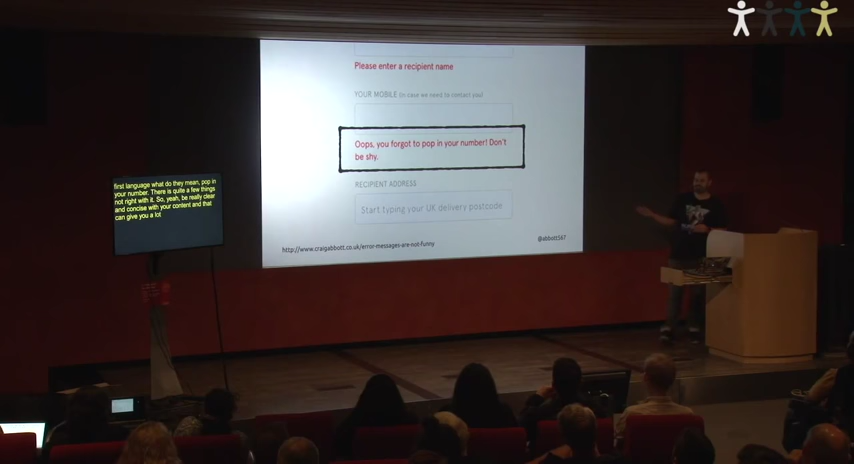 Please enter a recipient name
YOUR MOBILE (in case we need to contact you)
Oops, you forgot to pop in your number! Don't
be shy.
RECIPIENT ADDRESS
Start typing your UK delivery postcode
http://www.craigabbott.co.uk/error-messages-are-not-funny
@abbott567
first language what do they mean, pop in
your number. There is quite a few things
not right with it. So, yeah, be really clear
and concise with your content and that
can give you a lot